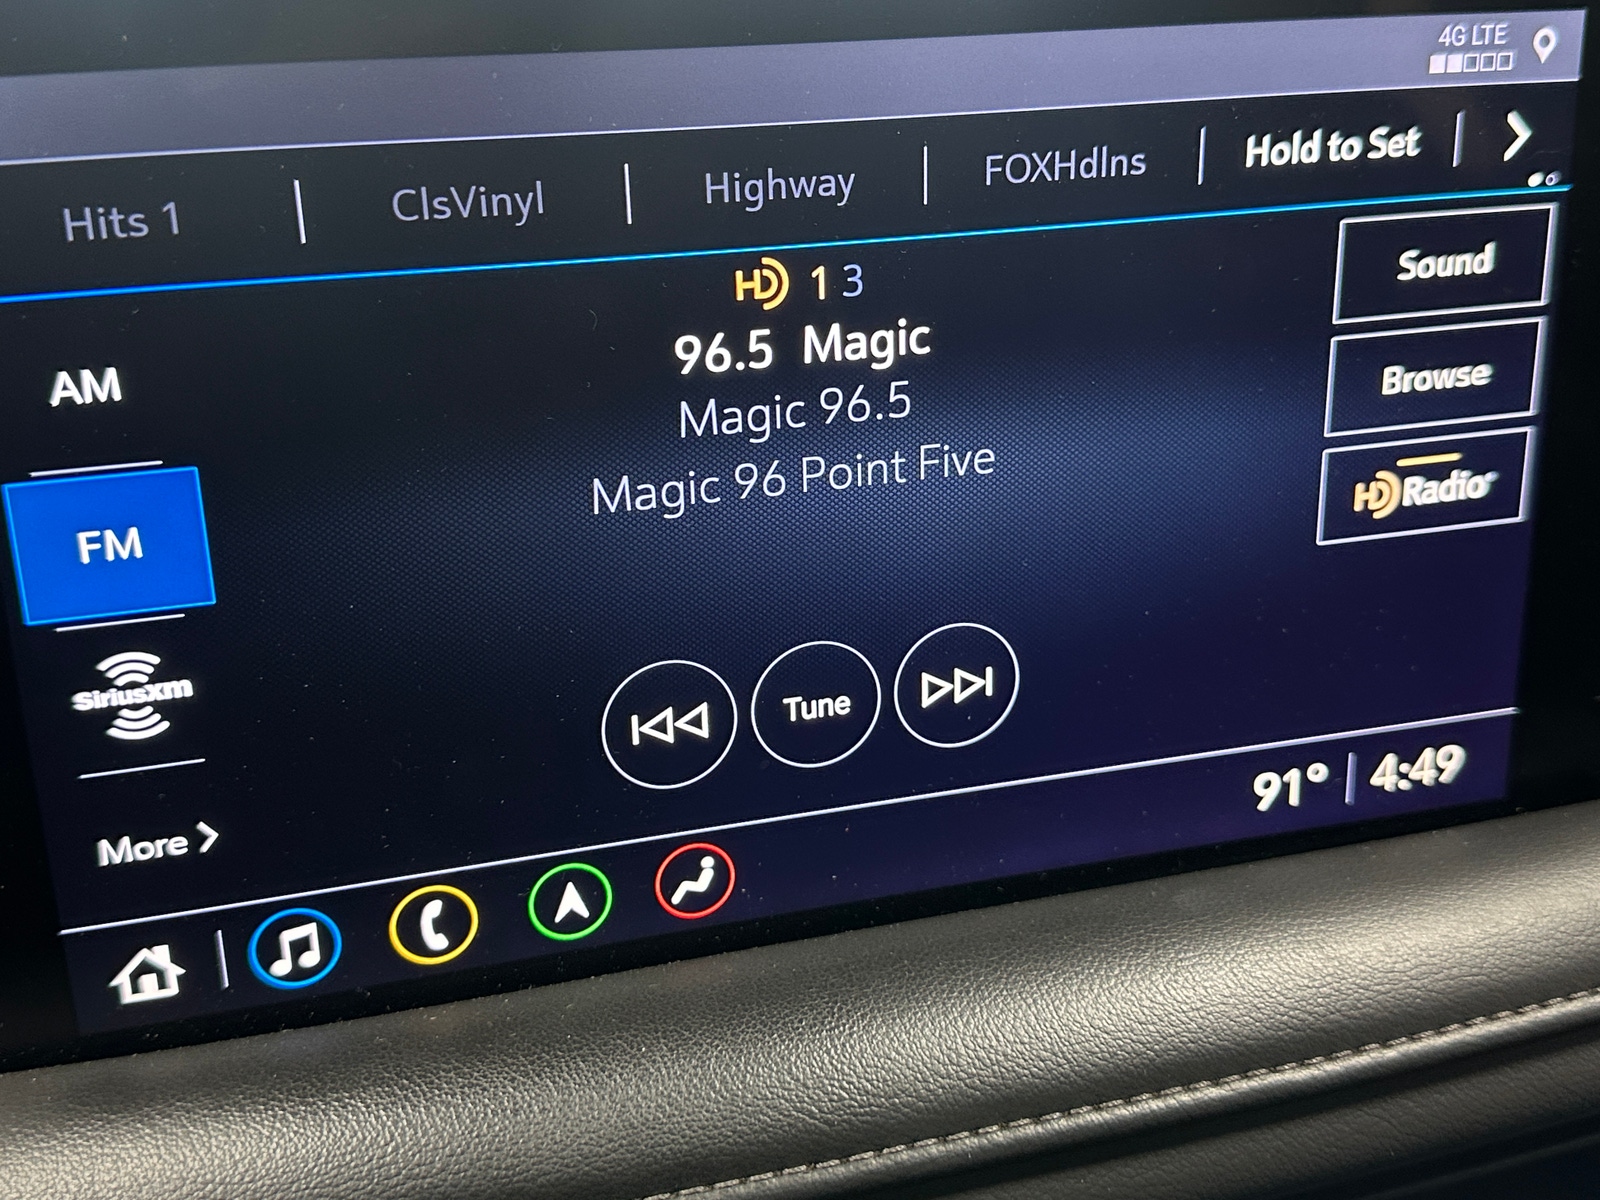 4G LTE
Hits 1 ClsVinyl Highway FOXHdlns Hold to Set
HD 1 3
96.5 Magic
Magic 96.5
Magic 96 Point Five
Sound
Browse
HD Radio
AM
FM
SiriusXM
More
Tune
91° 4:49